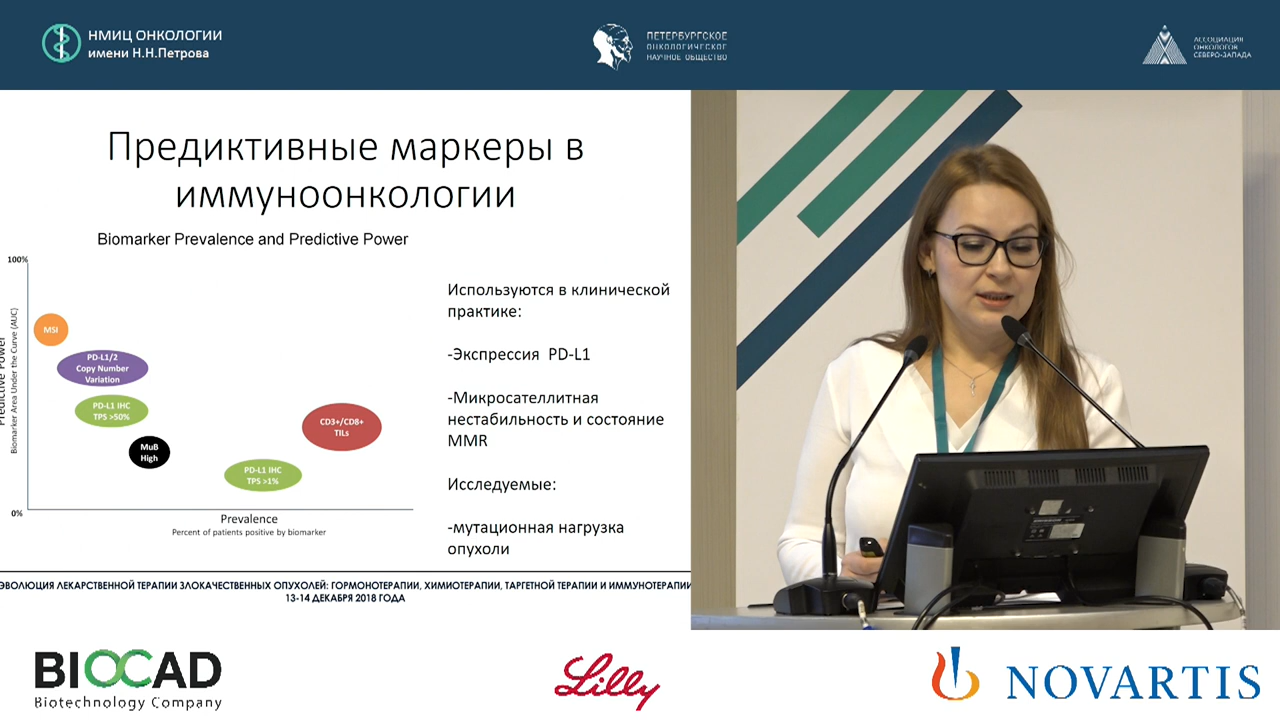 НМИЦ ОНКОЛОГИИ
имени Н.Н.Петрова
ПЕТЕРБУРГСКОЕ
ОНКОЛОГИЧЕСКОЕ
НАУЧНОЕ ОБЩЕСТВО
АССОЦИАЦИЯ
ОНКОЛОГОВ
СЕВЕРО-ЗАПАДА
Предиктивные маркеры в
иммуноонкологии
Biomarker Prevalence and Predictive Power
100%
Predictive Power
Biomarker Area Under the Curve (AUC)
MSI
PD-L1/2
Copy Number
Variation
PD-L1 IHC
TPS >50%
MuB
High
PD-L1 IHC
TPS >1%
CD3+/CD8+
TILs
0%
Prevalence
Percent of patients positive by biomarker
Используются в клинической
практике:
-Экспрессия PD-L1
-Микросателлитная
нестабильность и состояние
MMR
Исследуемые:
-мутационная нагрузка
опухоли
ЭВОЛЮЦИЯ ЛЕКАРСТВЕННОЙ ТЕРАПИИ ЗЛОКАЧЕСТВЕННЫХ ОПУХОЛЕЙ: ГОРМОНОТЕРАПИИ, ХИМИОТЕРАПИИ, ТАРГЕТНОЙ ТЕРАПИИ И ИММУНОТЕРАПИИ
13-14 ДЕКАБРЯ 2018 ГОДА
BIOCAD
Biotechnology Company
Lilly
NOVARTIS